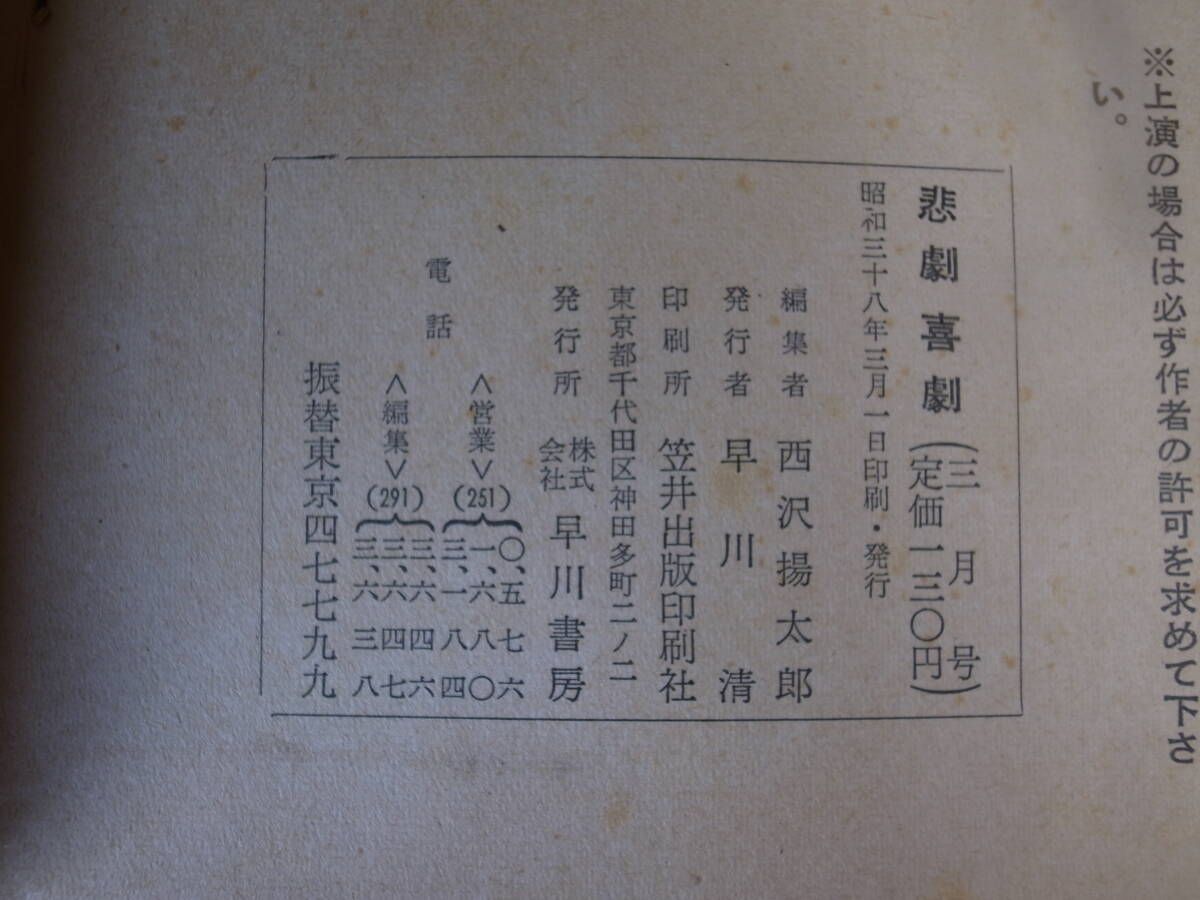 ※上演の場合は必ず作者の許可を求めて下さ
い。
悲劇喜劇(三月号
定価一三〇円)
昭和三十八年三月一日印刷・発行
編集者 西沢揚太郎
発行者 早川清
印刷所 笠井出版印刷社
東京都千代田区神田多町二ノ二
発行所 株式会社 早川書房
電話
<営業>(251)
〇、五七六
一、六八〇
三、一八四
<編集>(291)
三、六四六
三、六四七
三、六三八
振替東京四七七九九